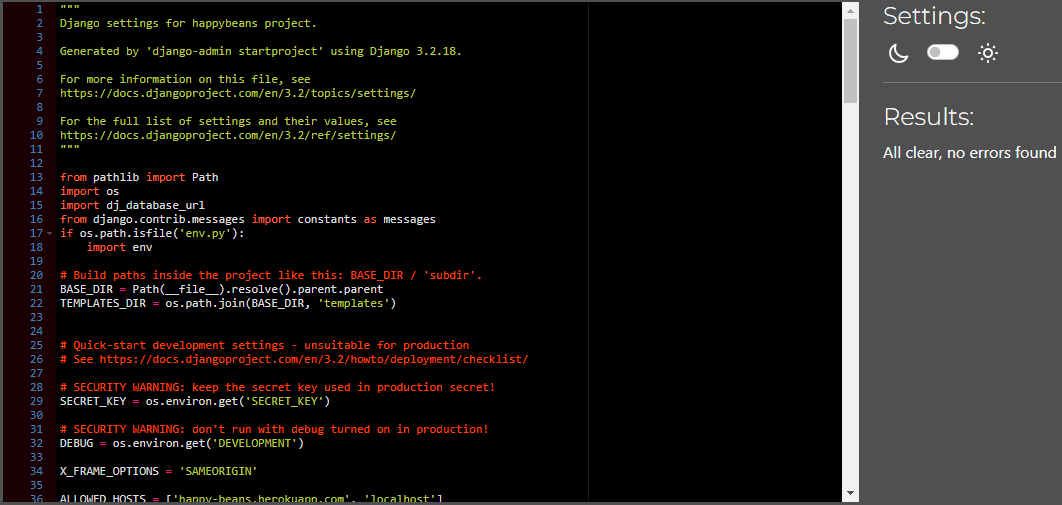 1 """
2 Django settings for happybeans project.
3
4 Generated by 'django-admin startproject' using Django 3.2.18.
5
6 For more information on this file, see
7 https://docs.djangoproject.com/en/3.2/topics/settings/
8
9 For the full list of settings and their values, see
10 https://docs.djangoproject.com/en/3.2/ref/settings/
11 """
12
13 from pathlib import Path
14 import os
15 import dj_database_url
16 from django.contrib.messages import constants as messages
17 if os.path.isfile('env.py'):
18     import env
19
20 # Build paths inside the project like this: BASE_DIR / 'subdir'.
21 BASE_DIR = Path(__file__).resolve().parent.parent
22 TEMPLATES_DIR = os.path.join(BASE_DIR, 'templates')
23
24
25 # Quick-start development settings - unsuitable for production
26 # See https://docs.djangoproject.com/en/3.2/howto/deployment/checklist/
27
28 # SECURITY WARNING: keep the secret key used in production secret!
29 SECRET_KEY = os.environ.get('SECRET_KEY')
30
31 # SECURITY WARNING: don't run with debug turned on in production!
32 DEBUG = os.environ.get('DEVELOPMENT')
33
34 X_FRAME_OPTIONS = 'SAMEORIGIN'
35
36 ALLOWED_HOSTS = ['happy-beans.herokuapp.com', 'localhost']
Settings:
Results:
All clear, no errors found